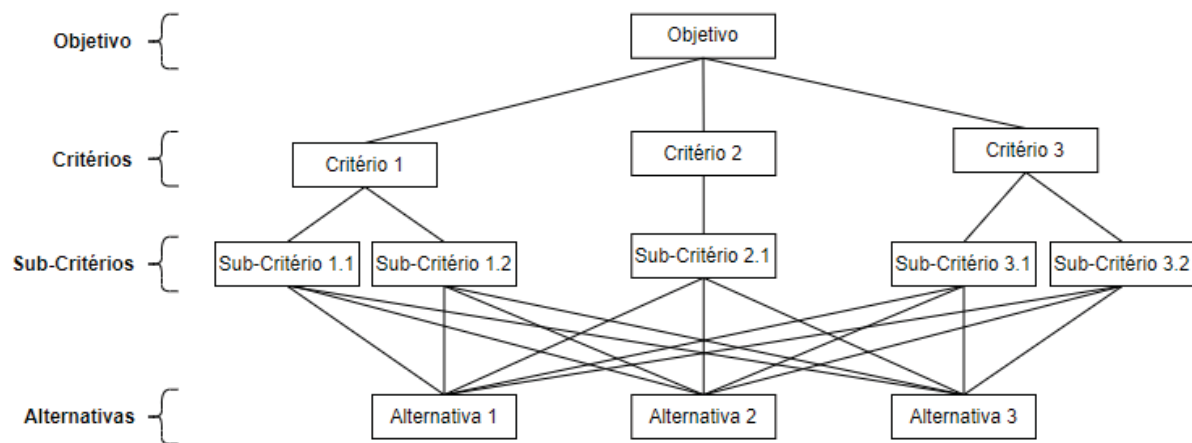 Objetivo
Objetivo
Critérios
Critério 1
Critério 2
Critério 3
Sub-Critérios
Sub-Critério 1.1
Sub-Critério 1.2
Sub-Critério 2.1
Sub-Critério 3.1
Sub-Critério 3.2
Alternativas
Alternativa 1
Alternativa 2
Alternativa 3